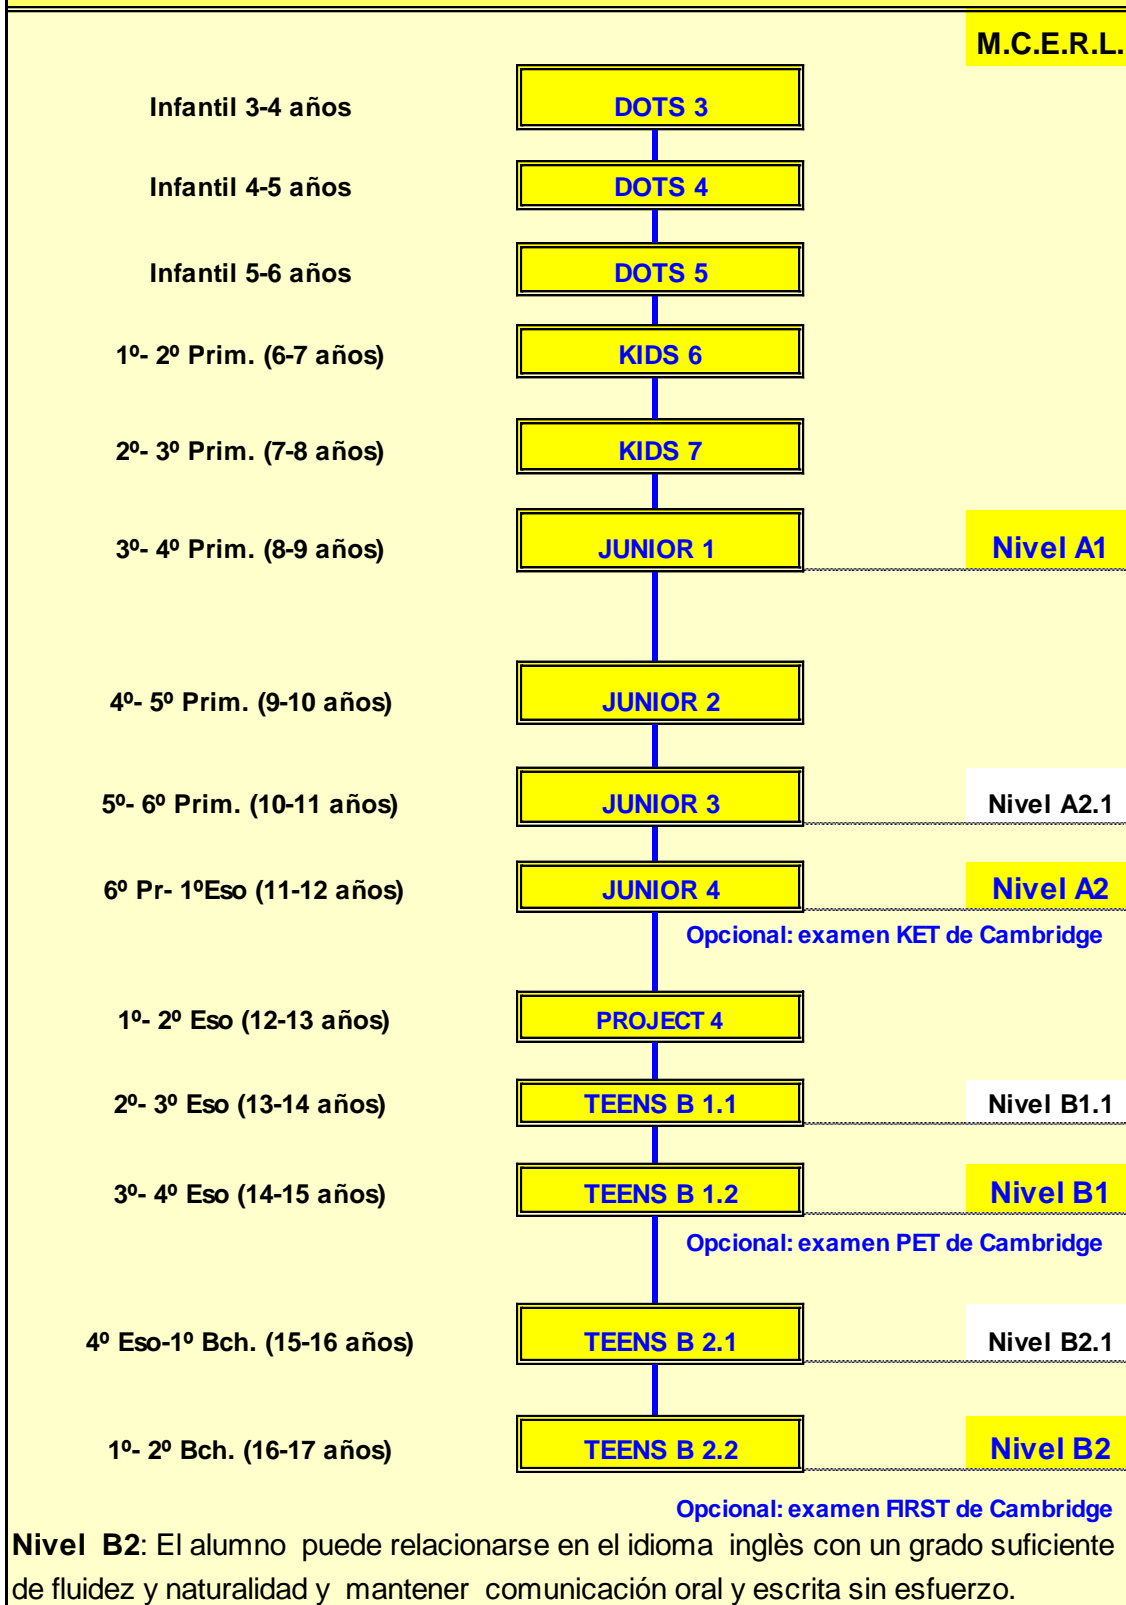 M.C.E.R.L.
Infantil 3-4 años DOTS 3
Infantil 4-5 años DOTS 4
Infantil 5-6 años DOTS 5
1º- 2º Prim. (6-7 años) KIDS 6
2º- 3º Prim. (7-8 años) KIDS 7
3º- 4º Prim. (8-9 años) JUNIOR 1 Nivel A1
4º- 5º Prim. (9-10 años) JUNIOR 2
5º- 6º Prim. (10-11 años) JUNIOR 3 Nivel A2.1
6º Pr- 1ºEso (11-12 años) JUNIOR 4 Nivel A2
Opcional: examen KET de Cambridge
1º- 2º Eso (12-13 años) PROJECT 4
2º- 3º Eso (13-14 años) TEENS B 1.1 Nivel B1.1
3º- 4º Eso (14-15 años) TEENS B 1.2 Nivel B1
Opcional: examen PET de Cambridge
4º Eso-1º Bch. (15-16 años) TEENS B 2.1 Nivel B2.1
1º- 2º Bch. (16-17 años) TEENS B 2.2 Nivel B2
Opcional: examen FIRST de Cambridge
Nivel B2: El alumno puede relacionarse en el idioma inglès con un grado suficiente
de fluidez y naturalidad y mantener comunicación oral y escrita sin esfuerzo.